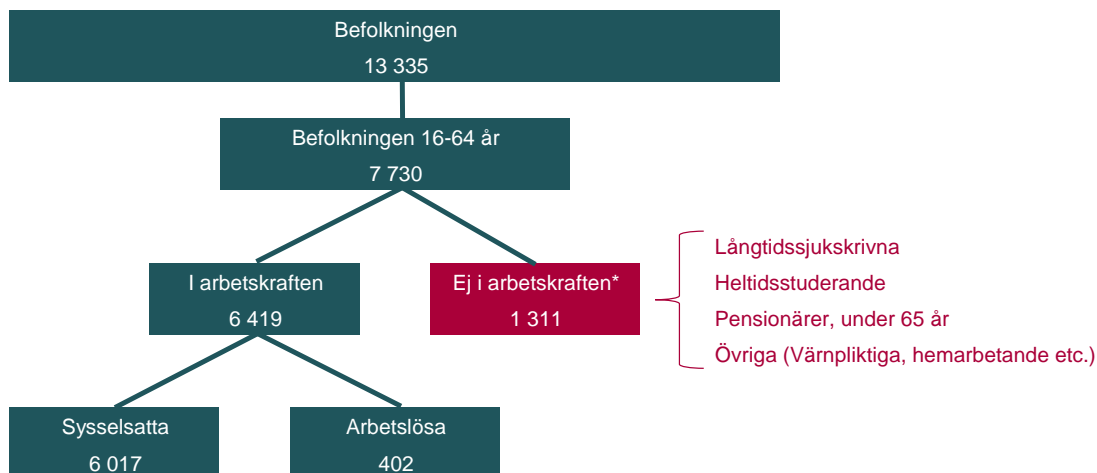 Befolkningen
13 335
Befolkningen 16-64 år
7 730
I arbetskraften
6 419
Ej i arbetskraften*
1 311
Långtidssjukskrivna
Heltidsstuderande
Pensionärer, under 65 år
Övriga (Värnpliktiga, hemarbetande etc.)
Sysselsatta
6 017
Arbetslösa
402